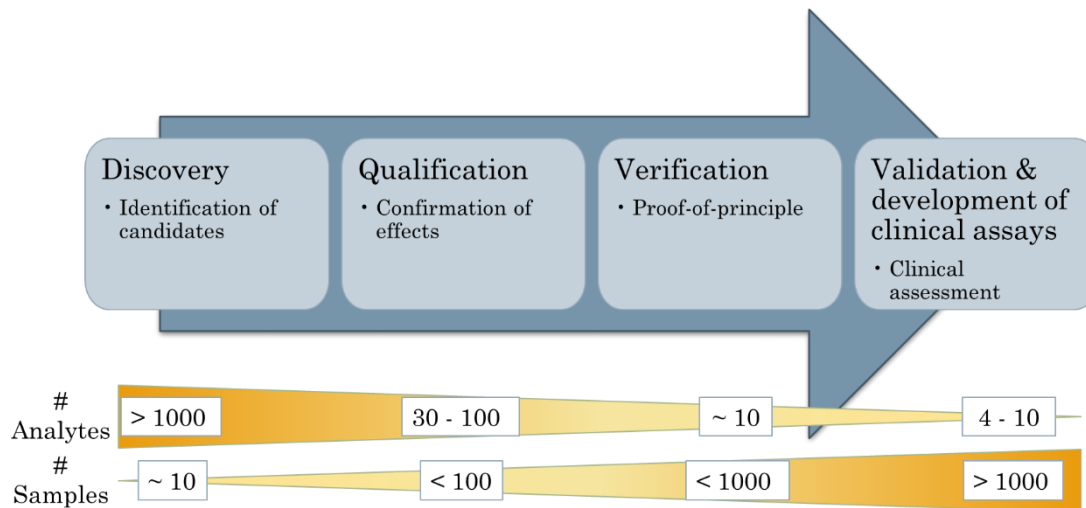 Discovery
• Identification of
candidates
Qualification
• Confirmation of
effects
Verification
• Proof-of-principle
Validation &
development of
clinical assays
• Clinical
assessment
#
Analytes
> 1000
30 - 100
~ 10
4 - 10
#
Samples
~ 10
< 100
< 1000
> 1000